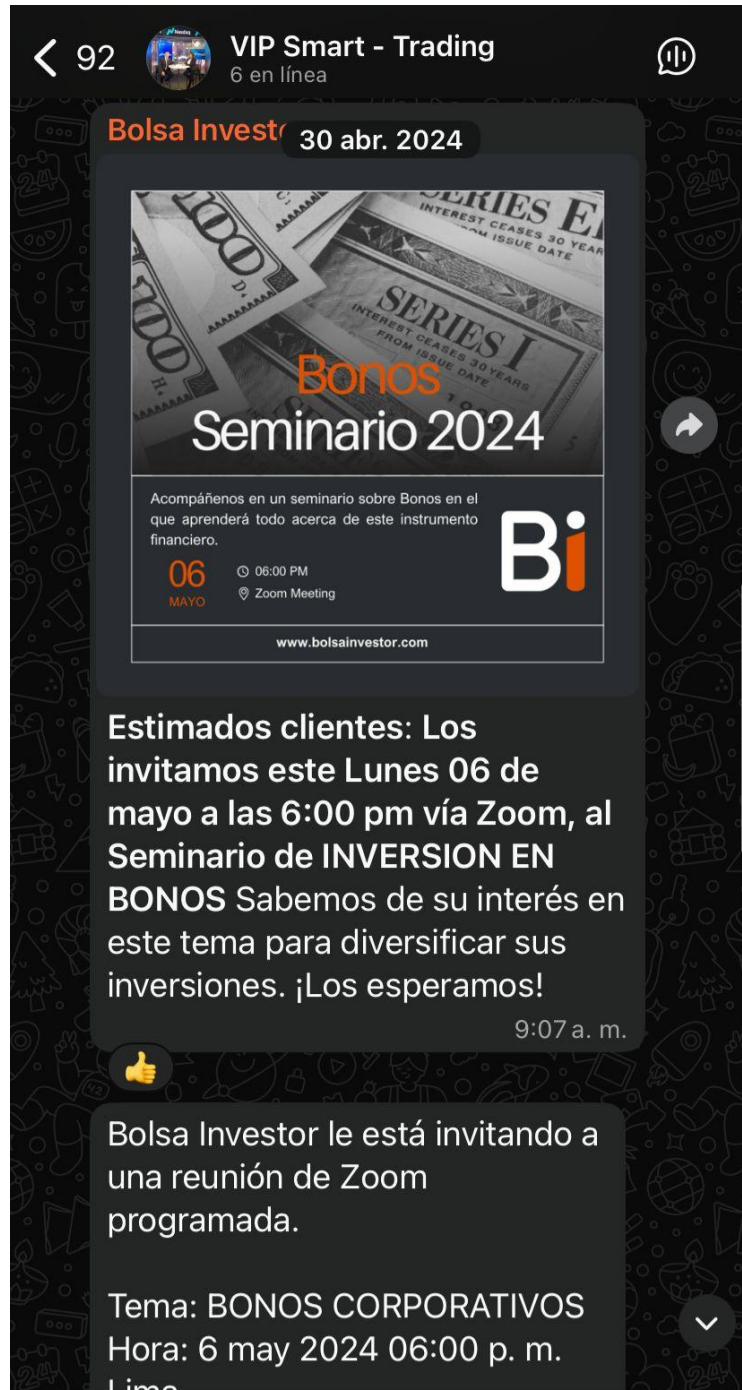 92
VIP Smart - Trading
6 en línea
Bolsa Invest
30 abr. 2024
100
100
SERIES
INTEREST CEASES 30 YEARS
ISSUE DATE
SERIES I
INTEREST CEASES 30 YEARS
FROM ISSUE DATE
Bonos
Seminario 2024
Acompáñenos en un seminario sobre Bonos en el
que aprenderá todo acerca de este instrumento
financiero.
06
MAYO
06:00 PM
Zoom Meeting
Bi
www.bolsainvestor.com
Estimados clientes: Los
invitamos este Lunes 06 de
mayo a las 6:00 pm vía Zoom, al
Seminario de INVERSION EN
BONOS Sabemos de su interés en
este tema para diversificar sus
inversiones. ¡Los esperamos!
9:07 a. m.
Bolsa Investor le está invitando a
una reunión de Zoom
programada.
Tema: BONOS CORPORATIVOS
Hora: 6 may 2024 06:00 p. m.
Lima